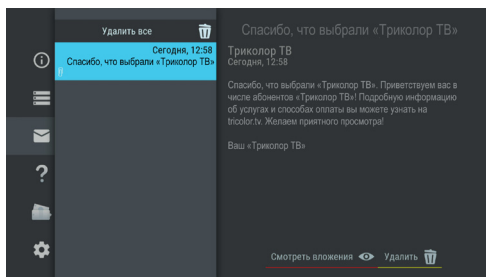 Удалить все
Сегодня, 12:58
Спасибо, что выбрали «Триколор ТВ»
Спасибо, что выбрали «Триколор ТВ»
Триколор ТВ
Сегодня, 12:58
Спасибо, что выбрали «Триколор ТВ». Приветствуем вас в
числе абонентов «Триколор ТВ»! Подробную информацию
об услугах и способах оплаты вы можете узнать на
tricolor.tv. Желаем приятного просмотра!
Ваш «Триколор ТВ»
Смотреть вложения
Удалить